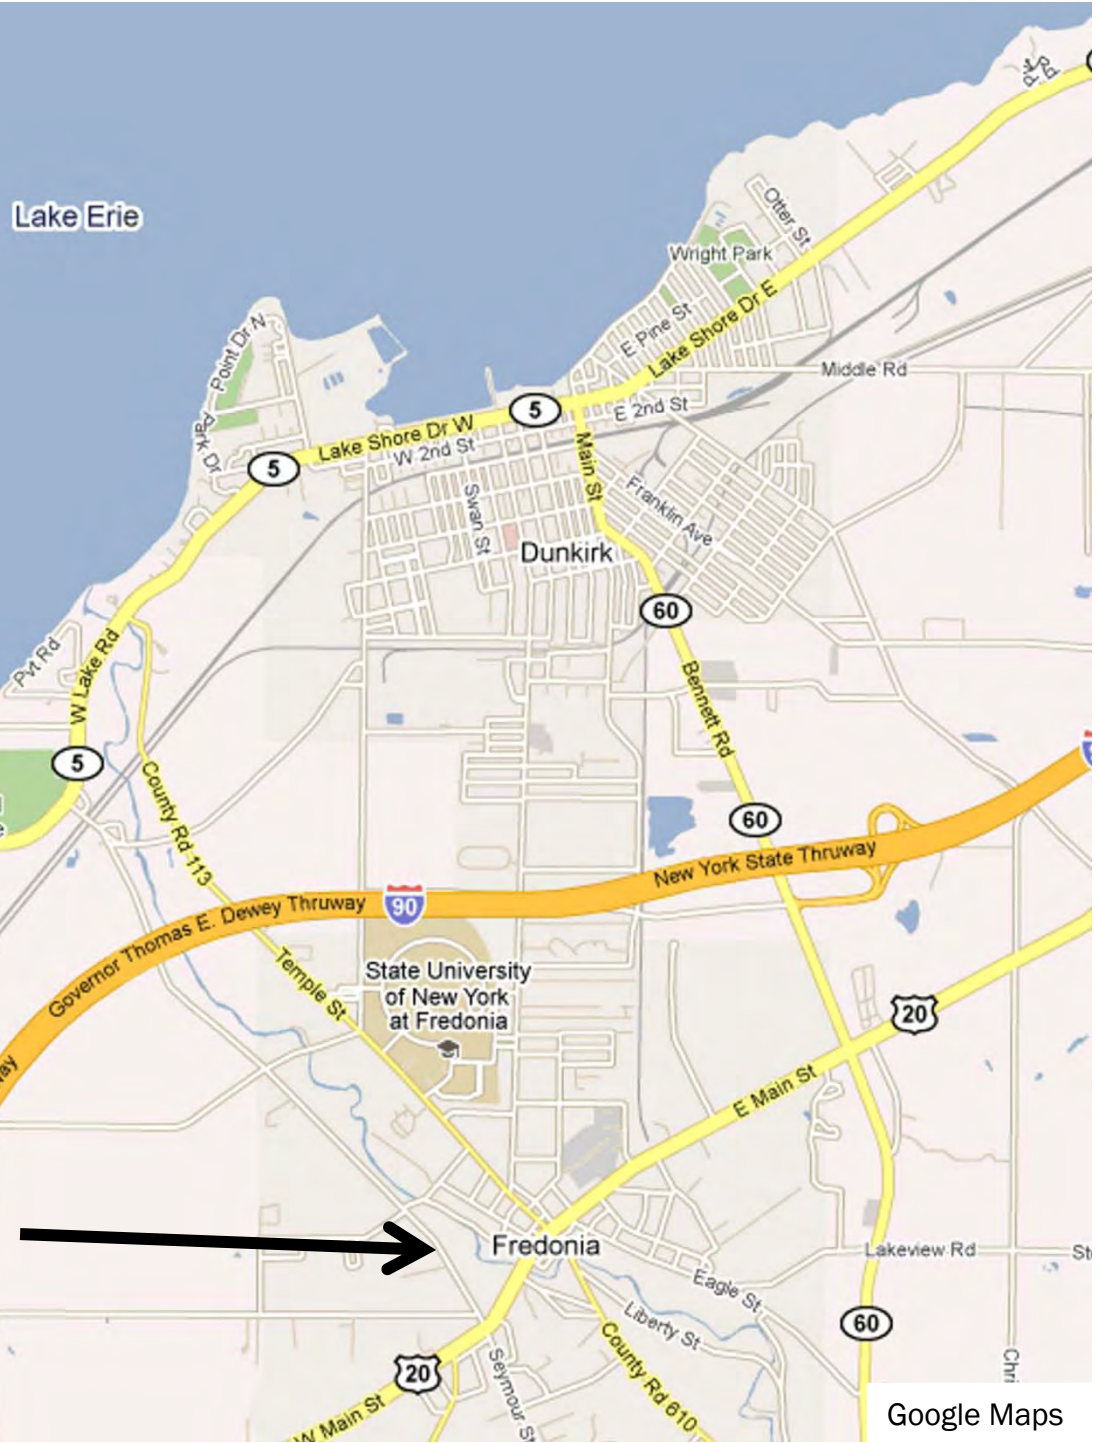 Rd
Rd
Otter St
Lake Erie
Wright Park
Lake Shore Dr E
E Pine St
Point Dr N
Middle Rd
5
E 2nd St
Lake Shore Dr W
Park Dr
W 2nd St
5
Main St
Swan St
Franklin Ave
Dunkirk
60
W Lake Rd
Pvt Rd
Bennett Rd
5
County Rd 113
60
New York State Thruway
90
Governor Thomas E. Dewey Thruway
Temple St
State University
of New York
at Fredonia
20
E Main St
Fredonia
Lakeview Rd
Eagle St
Liberty St
60
County Rd 610
Seymour St
20
W Main St
Google Maps